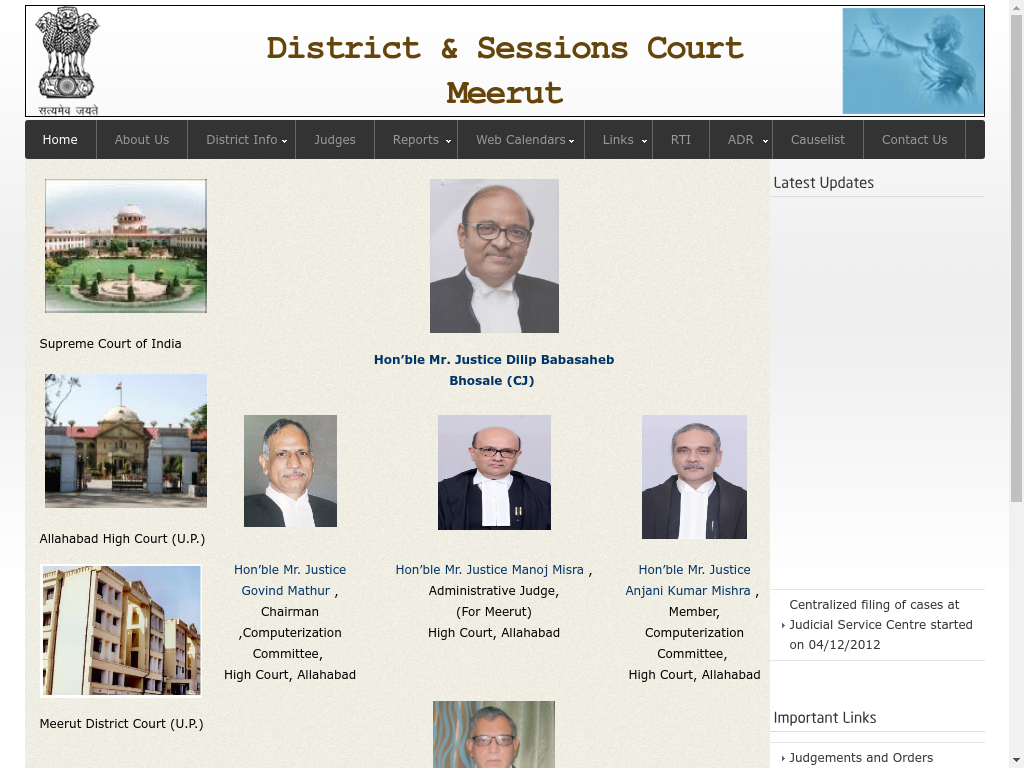 सत्यमेव जयते
District & Sessions Court
Meerut
Home
About Us
District Info
Judges
Reports
Web Calendars
Links
RTI
ADR
Causelist
Contact Us
Supreme Court of India
Allahabad High Court (U.P.)
Meerut District Court (U.P.)
Hon’ble Mr. Justice Dilip Babasaheb
Bhosale (CJ)
Hon’ble Mr. Justice
Govind Mathur ,
Chairman
,Computerization
Committee,
High Court, Allahabad
Hon’ble Mr. Justice Manoj Misra ,
Administrative Judge,
(For Meerut)
High Court, Allahabad
Hon’ble Mr. Justice
Anjani Kumar Mishra ,
Member,
Computerization
Committee,
High Court, Allahabad
Latest Updates
Centralized filing of cases at
Judicial Service Centre started
on 04/12/2012
Important Links
Judgements and Orders